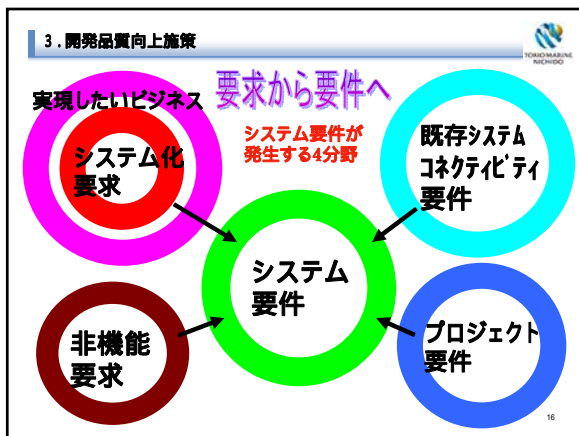 ３.開発品質向上施策
TOKIO MARINE
NICHIDO
要求から要件へ
実現したいビジネス
システム要件が
発生する4分野
システム化
要求
既存システム
コネクティビティ
要件
システム
要件
非機能
要求
プロジェクト
要件
16